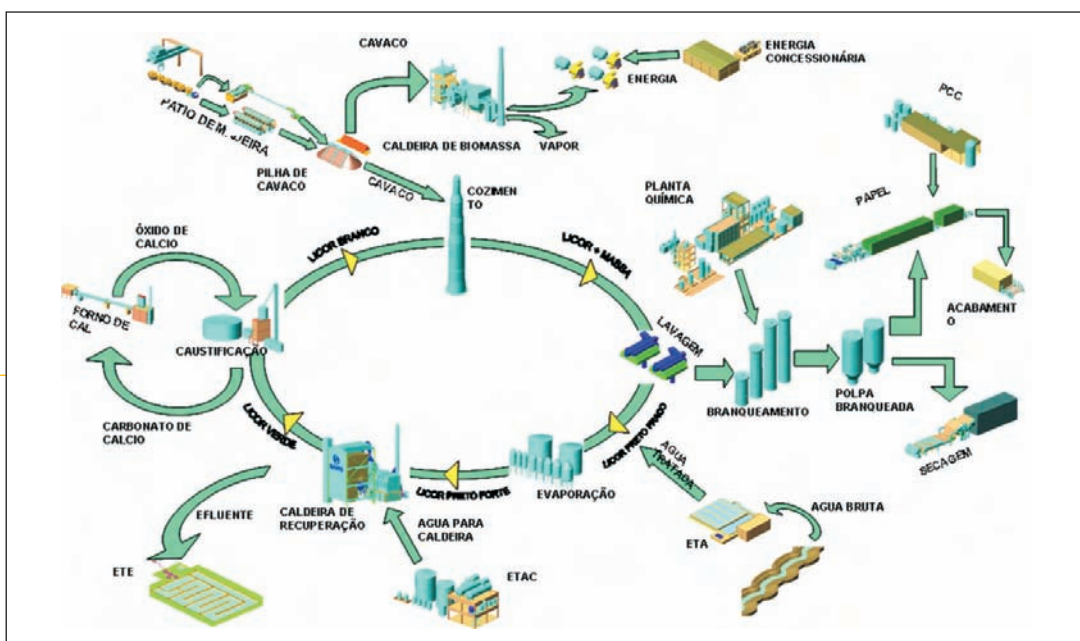 CAVACO
ENERGIA
CONCESSIONÁRIA
ENERGIA
PATIO DE MADEIRA
CALDEIRA DE BIOMASSA
VAPOR
PCC
PILHA DE
CAVACO
CAVACO
COZIMEN
TO
PLANTA
QUÍMICA
PAPEL
ÓXIDO DE
CALCIO
LICOR BRANCO
LICOR + MASSA
FORNO DE
CAL
CAUSTIFICAÇÃO
LAVAGEM
ACABAMENT
O
BRANQUEAMENTO
POLPA
BRANQUEADA
CARBONATO DE
CALCIO
LICOR VERDE
LICOR PRETO FRACO
SECAGEM
LICOR PRETO FORTE
EVAPORAÇÃO
AGUA
TRATADA
CALDEIRA DE
RECUPERAÇÃO
AGUA PARA
CALDEIRA
AGUA BRUTA
ETA
EFLUENTE
ETE
ETAC